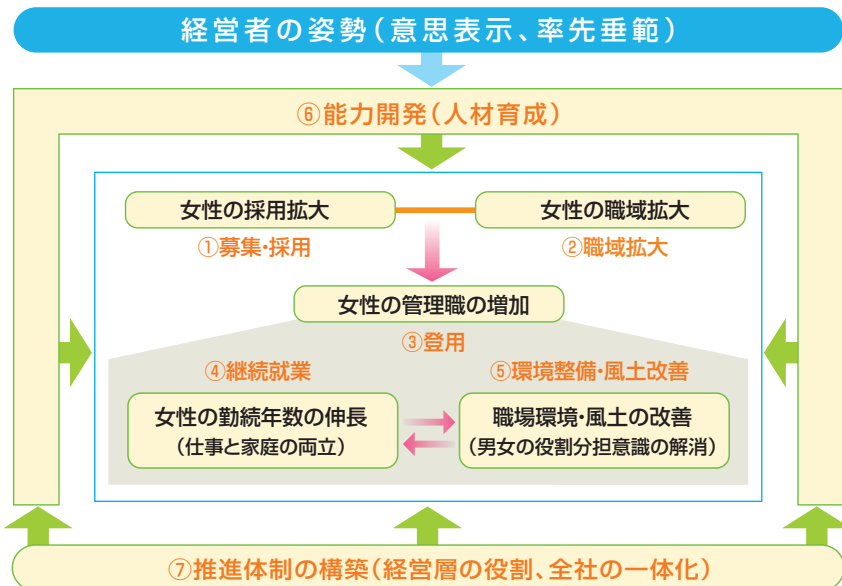 経営者の姿勢（意思表示、率先垂範）
⑥能力開発（人材育成）
女性の採用拡大
女性の職域拡大
①募集・採用
②職域拡大
女性の管理職の増加
③登用
④継続就業
⑤環境整備・風土改善
女性の勤続年数の伸長
（仕事と家庭の両立）
職場環境・風土の改善
（男女の役割分担意識の解消）
⑦推進体制の構築（経営層の役割、全社の一体化）